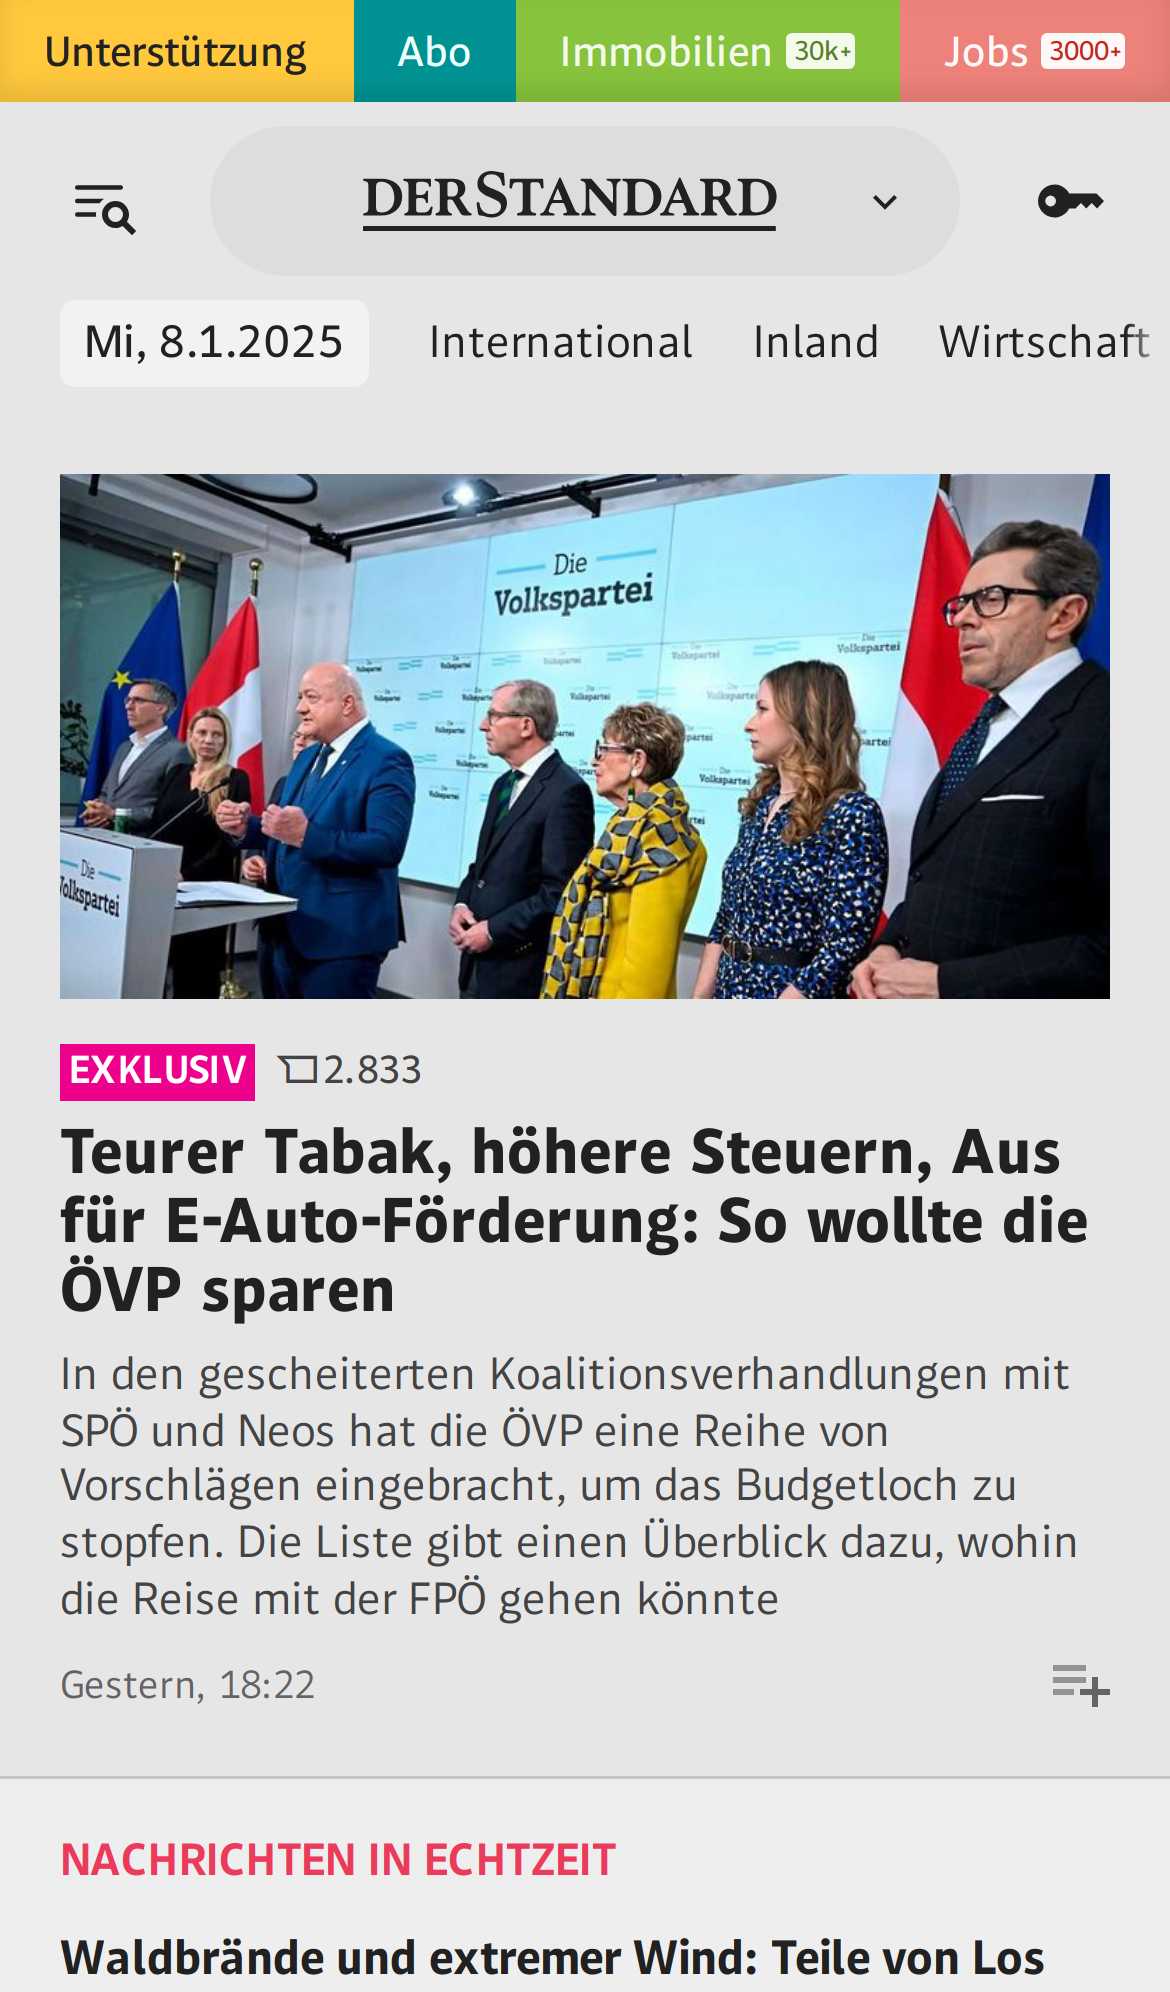 Unterstützung Abo Immobilien 30k+ Jobs 3000+
DERSTANDARD
Mi, 8.1.2025 International Inland Wirtschaft
Die
Volkspartei
Die
Volkspartei
EXKLUSIV 2.833
Teurer Tabak, höhere Steuern, Aus
für E-Auto-Förderung: So wollte die
ÖVP sparen
In den gescheiterten Koalitionsverhandlungen mit
SPÖ und Neos hat die ÖVP eine Reihe von
Vorschlägen eingebracht, um das Budgetloch zu
stopfen. Die Liste gibt einen Überblick dazu, wohin
die Reise mit der FPÖ gehen könnte
Gestern, 18:22
NACHRICHTEN IN ECHTZEIT
Waldbrände und extremer Wind: Teile von Los